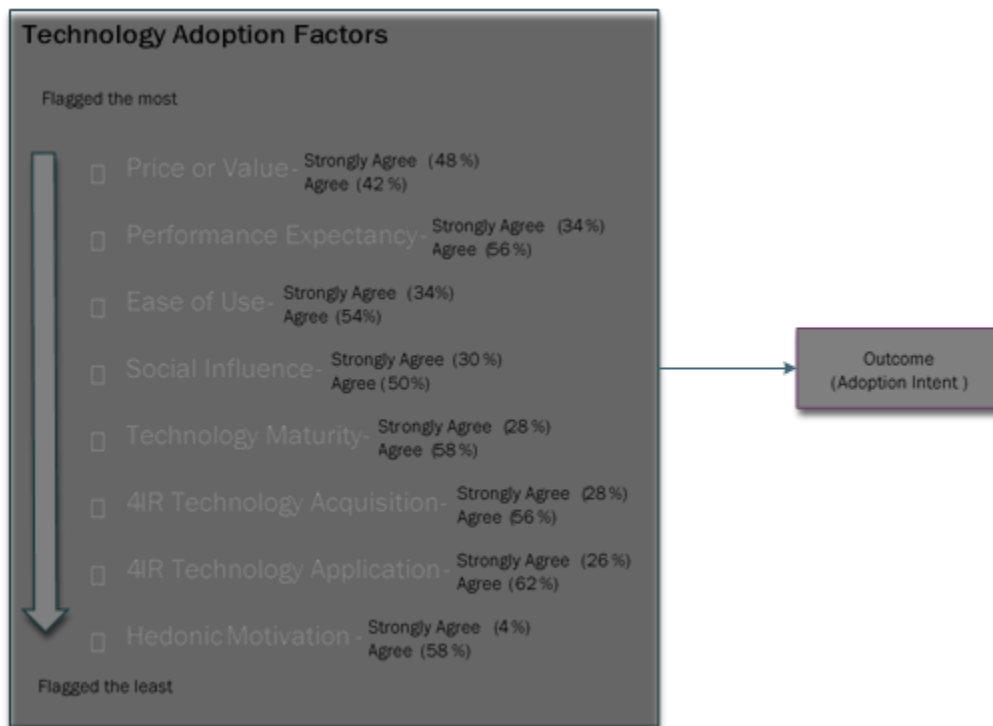 Technology Adoption Factors
Flagged the most
Price or Value- Strongly Agree (48%)
Agree (42%)
Performance Expectancy- Strongly Agree (34%)
Agree (56%)
Ease of Use- Strongly Agree (34%)
Agree (54%)
Social Influence- Strongly Agree (30%)
Agree (50%)
Technology Maturity- Strongly Agree (28%)
Agree (58%)
4IR Technology Acquisition- Strongly Agree (28%)
Agree (56%)
4IR Technology Application- Strongly Agree (26%)
Agree (62%)
Hedonic Motivation - Strongly Agree (4%)
Agree (58%)
Flagged the least
Outcome
(Adoption Intent )